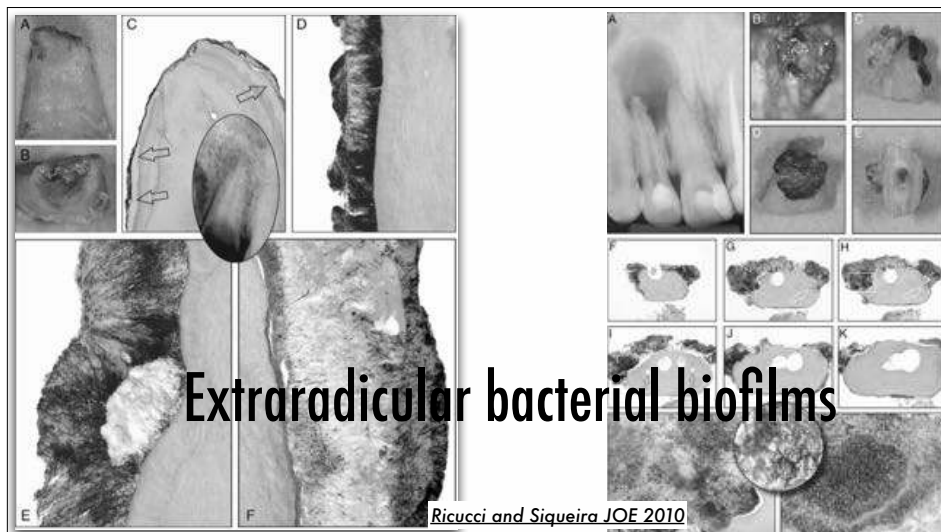 A
C
D
B
E
F
A
B
C
D
E
F
G
H
I
J
K
Extraradicular bacterial biofilms
Ricucci and Siqueira JOE 2010